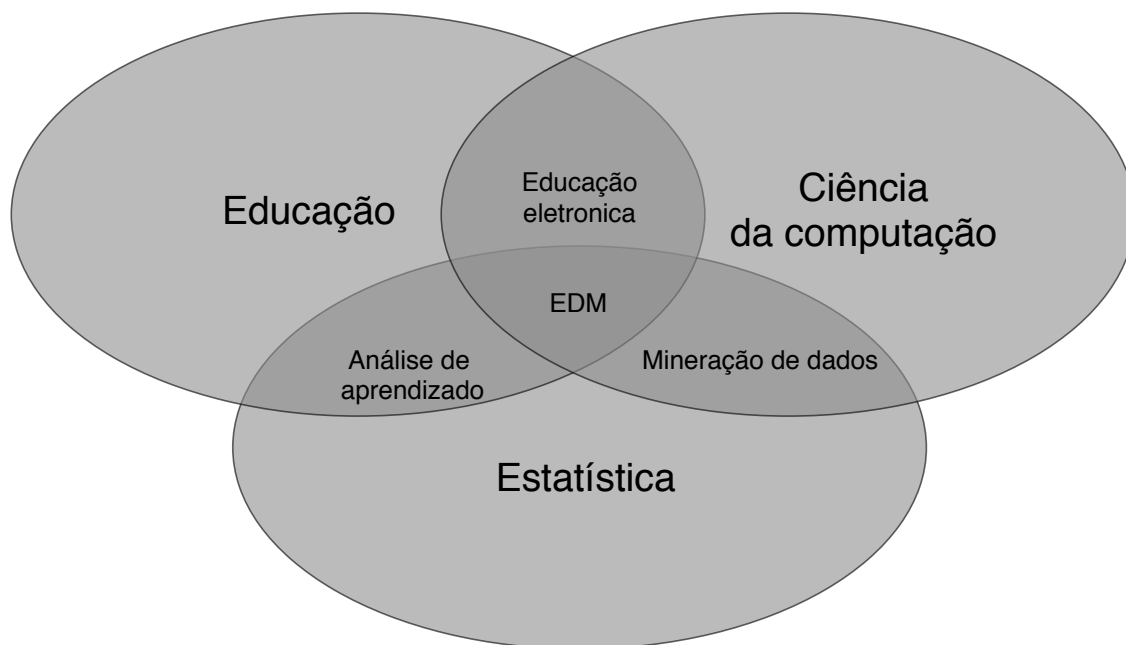 Educação
Educação
eletronica
Ciência
da computação
EDM
Análise de
aprendizado
Mineração de dados
Estatística